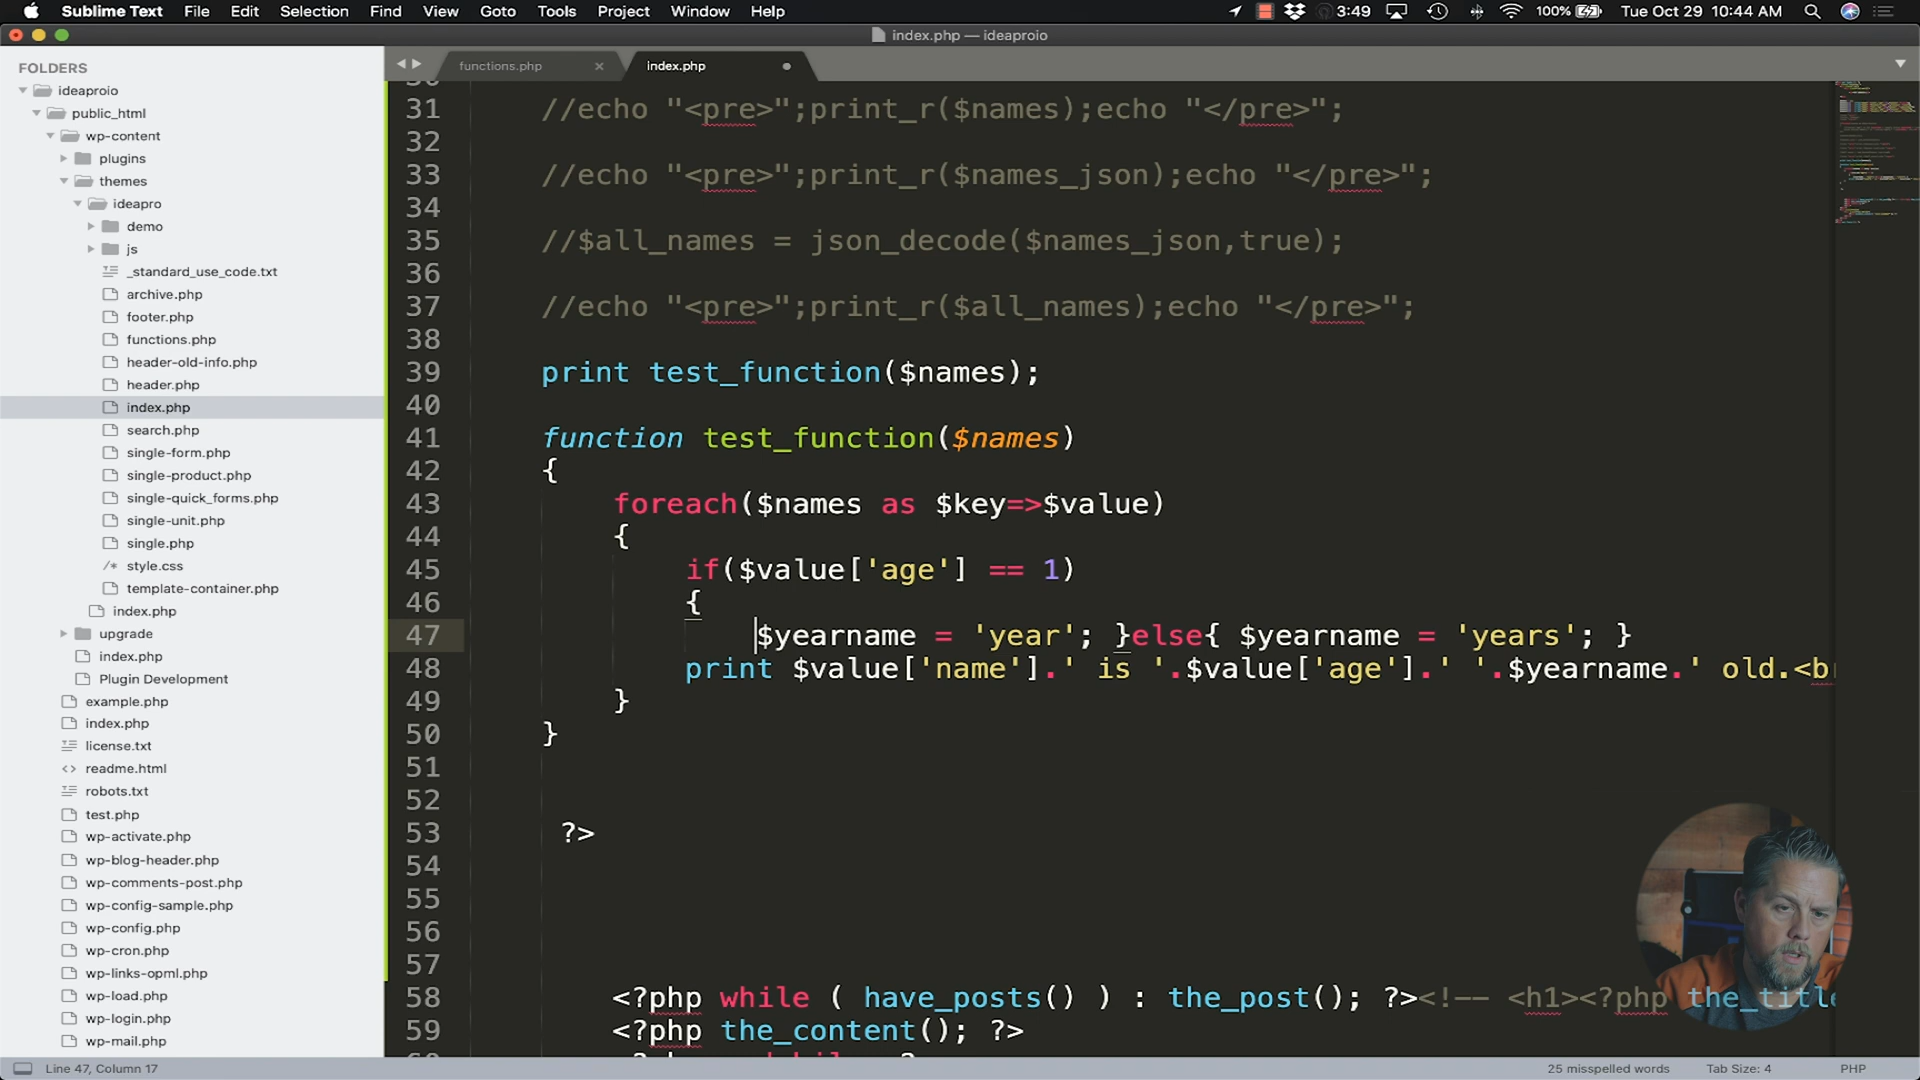 Sublime Text File Edit Selection Find View Goto Tools Project Window Help 3:49 100% Tue Oct 29 10:44 AM
index.php — ideaproio
FOLDERS
ideaproio
public_html
wp-content
plugins
themes
ideapro
demo
js
_standard_use_code.txt
archive.php
footer.php
functions.php
header-old-info.php
header.php
index.php
search.php
single-form.php
single-product.php
single-quick_forms.php
single-unit.php
single.php
style.css
template-container.php
index.php
upgrade
index.php
Plugin Development
example.php
index.php
license.txt
readme.html
robots.txt
test.php
wp-activate.php
wp-blog-header.php
wp-comments-post.php
wp-config-sample.php
wp-config.php
wp-cron.php
wp-links-opml.php
wp-load.php
wp-login.php
wp-mail.php
functions.php index.php
31 //echo "<pre>";print_r($names);echo "</pre>";
32
33 //echo "<pre>";print_r($names_json);echo "</pre>";
34
35 //$all_names = json_decode($names_json,true);
36
37 //echo "<pre>";print_r($all_names);echo "</pre>";
38
39 print test_function($names);
40
41 function test_function($names)
42 {
43 foreach($names as $key=>$value)
44 {
45 if($value['age'] == 1)
46 {
47 $yearname = 'year'; }else{ $yearname = 'years'; }
48 print $value['name'].' is '.$value['age'].' '.$yearname.' old.<b
49 }
50 }
51
52
53 ?>
54
55
56
57
58 <?php while ( have_posts() ) : the_post(); ?><!-- <h1><?php the_title
59 <?php the_content(); ?>
Line 47, Column 17 25 misspelled words Tab Size: 4 PHP